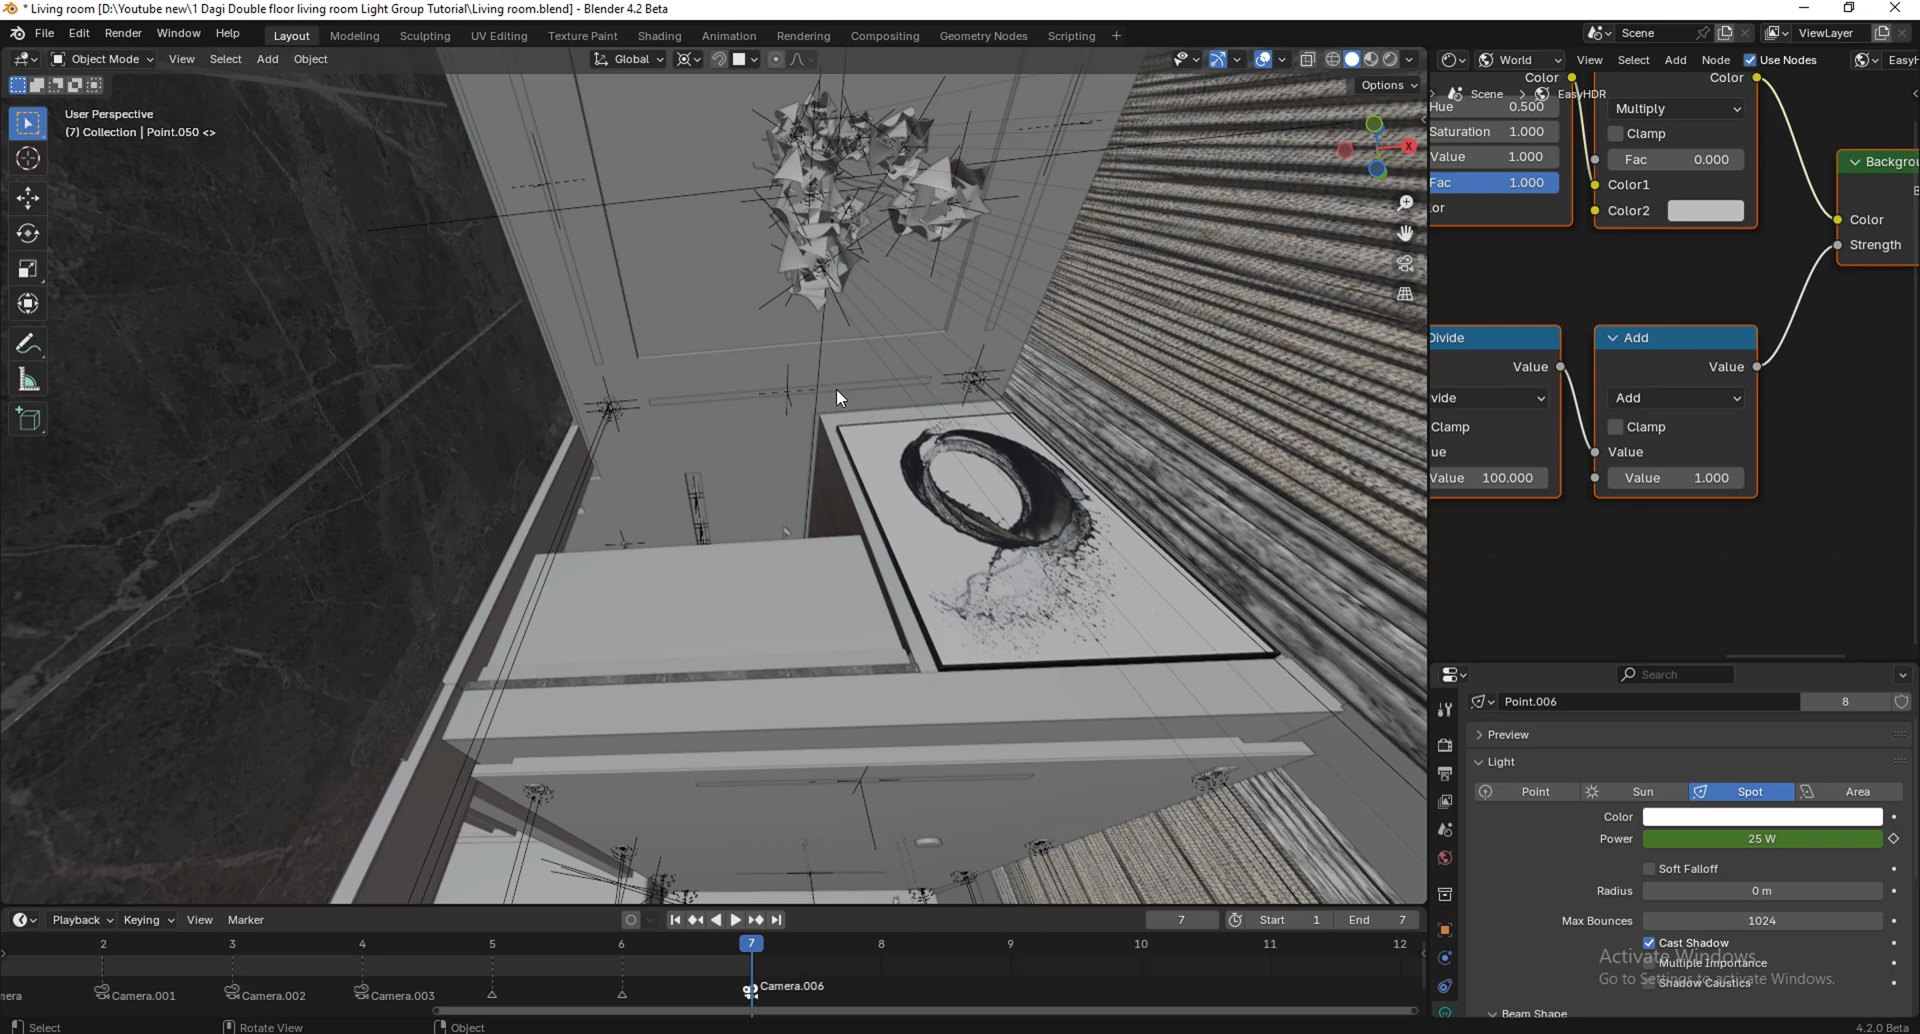 * Living room [D:\Youtube new\1 Dagi Double floor living room Light Group Tutorial\Living room.blend] - Blender 4.2 Beta
File Edit Render Window Help Layout Modeling Sculpting UV Editing Texture Paint Shading Animation Rendering Compositing Geometry Nodes Scripting + Scene ViewLayer
Object Mode View Select Add Object Global
World View Select Add Node Use Nodes EasyH
Options
User Perspective
(7) Collection | Point.050 <>
X
Color Color
Scene > EasyHDR
Hue 0.500 Multiply
Saturation 1.000 Clamp
Value 1.000 Fac 0.000
Backgrou
Fac 1.000 Color1
or Color2
Color
Strength
Divide Add
Value Value
vide Add
Clamp Clamp
ue Value
Value 100.000 Value 1.000
Search
Point.006 8
Preview
Light
Point Sun Spot Area
Color
Power 25 W
Soft Falloff
Radius 0 m
Max Bounces 1024
Cast Shadow
Multiple Importance
Shadow Caustics
Activate Windows
Go to Settings to activate Windows.
Beam Shape
Playback Keying View Marker 7 Start 1 End 7
2 3 4 5 6 7 8 9 10 11 12
mera Camera.001 Camera.002 Camera.003 Camera.006
Select Rotate View Object 4.2.0 Beta